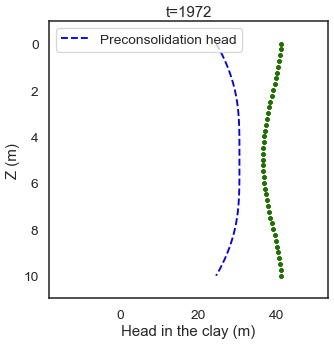 t=1972
Preconsolidation head
0
2
4
6
8
10
Z (m)
0 20 40
Head in the clay (m)